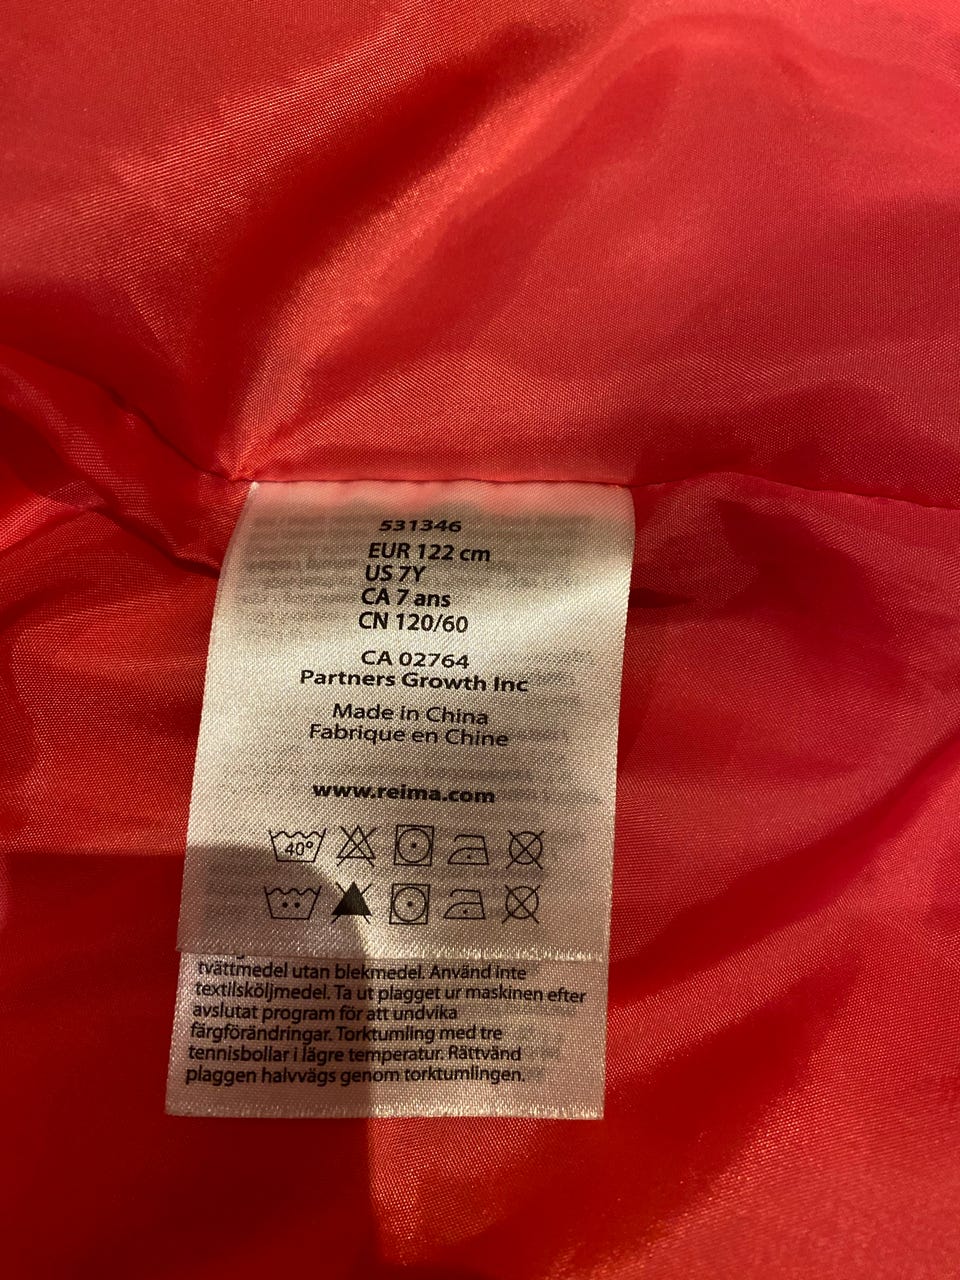 531346
EUR 122 cm
US 7Y
CA 7 ans
CN 120/60
CA 02764
Partners Growth Inc
Made in China
Fabrique en Chine
www.reima.com
40°
tvättmedel utan blekmedel. Använd inte
textilsköljmedel. Ta ut plagget ur maskinen efter
avslutat program för att undvika
färgförändringar. Torktumling med tre
tennisbollar i lägre temperatur. Rättvänd
plaggen halvvägs genom torktumlingen.